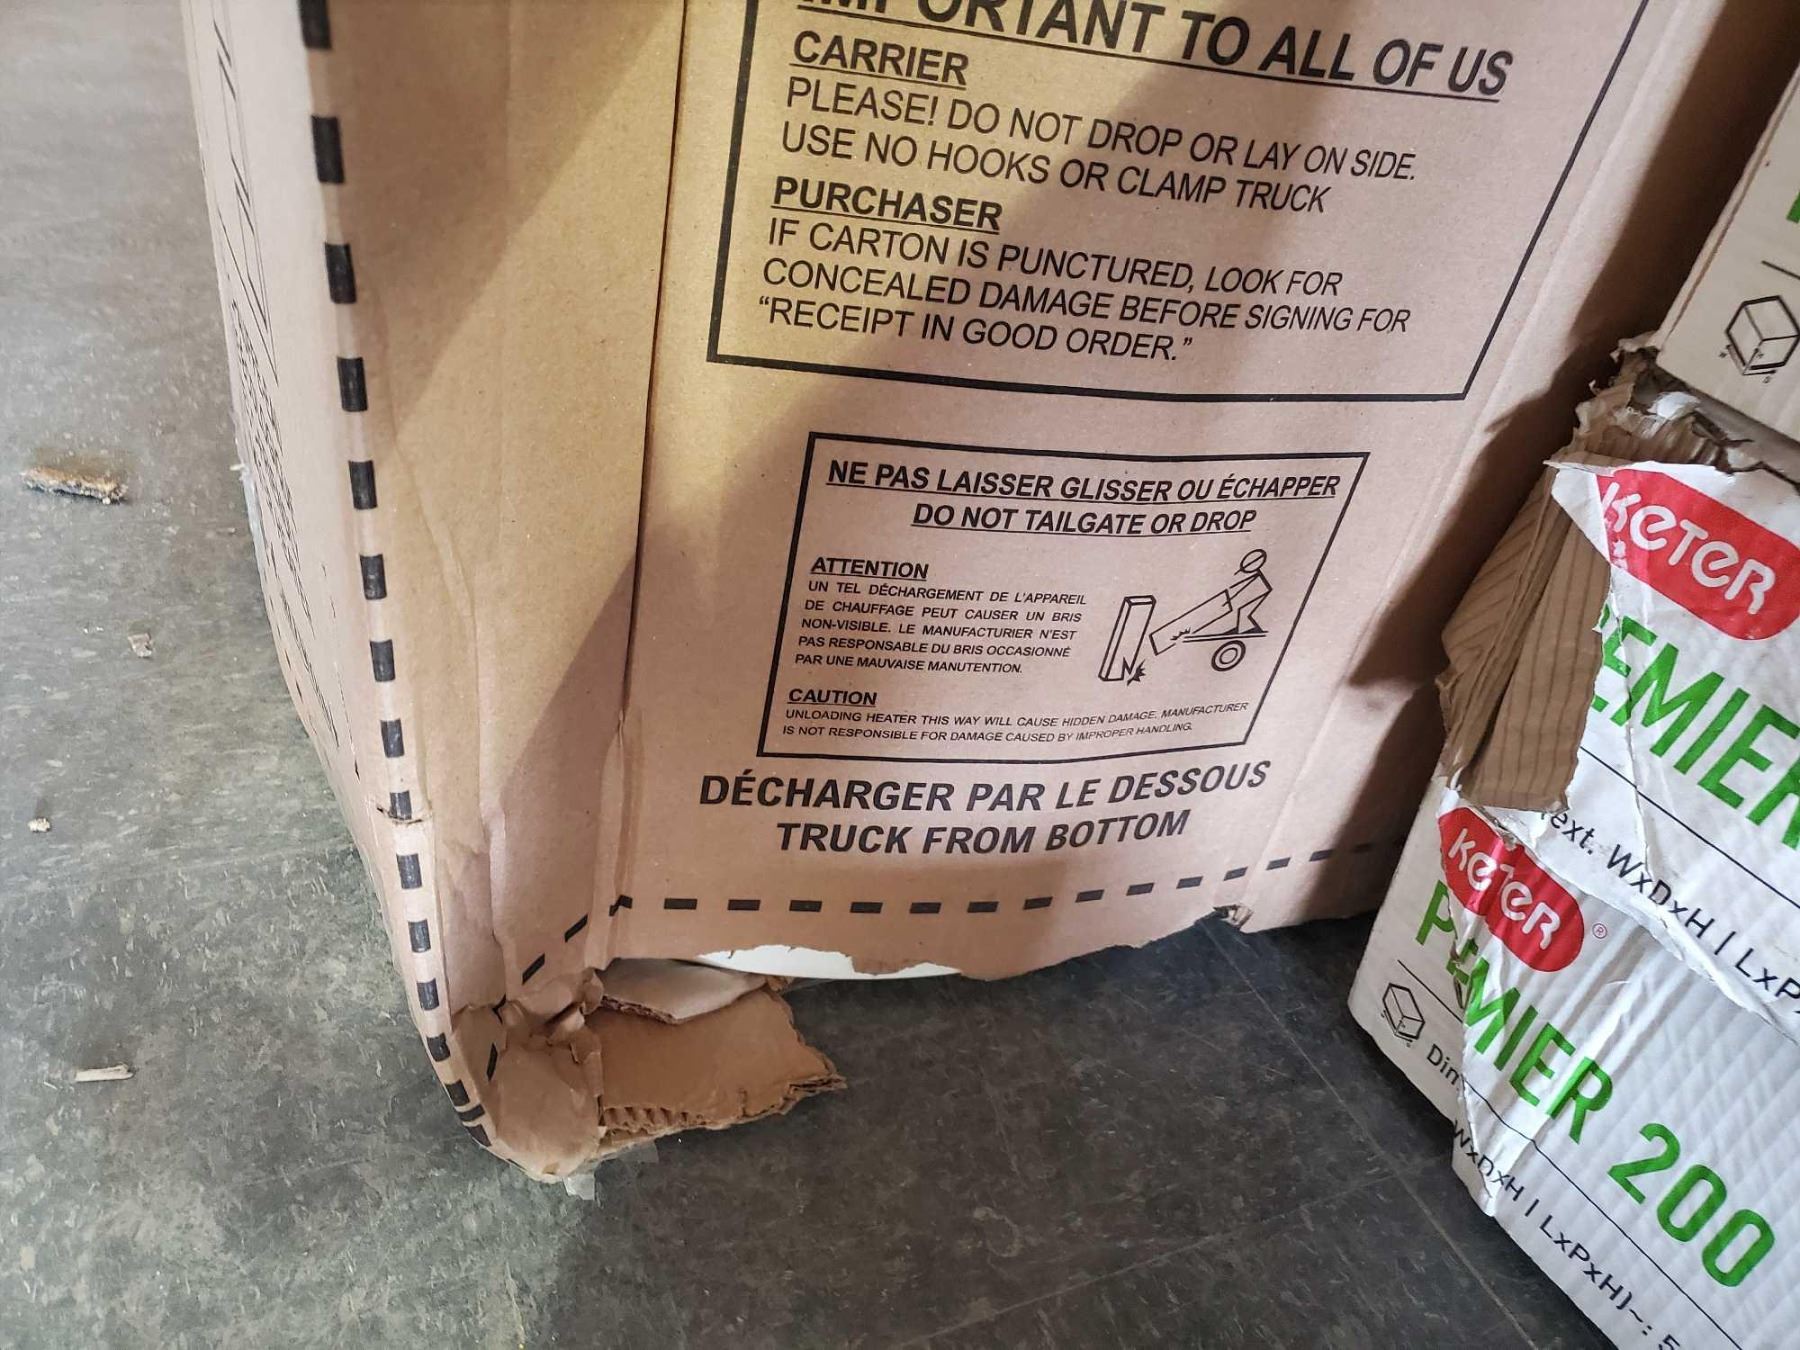 IMPORTANT TO ALL OF US
CARRIER
PLEASE! DO NOT DROP OR LAY ON SIDE.
USE NO HOOKS OR CLAMP TRUCK
PURCHASER
IF CARTON IS PUNCTURED, LOOK FOR
CONCEALED DAMAGE BEFORE SIGNING FOR
“RECEIPT IN GOOD ORDER.”
NE PAS LAISSER GLISSER OU ÉCHAPPER
DO NOT TAILGATE OR DROP
ATTENTION
UN TEL DÉCHARGEMENT DE L'APPAREIL
DE CHAUFFAGE PEUT CAUSER UN BRIS
NON-VISIBLE. LE MANUFACTURIER N'EST
PAS RESPONSABLE DU BRIS OCCASIONNÉ
PAR UNE MAUVAISE MANUTENTION.
CAUTION
UNLOADING HEATER THIS WAY WILL CAUSE HIDDEN DAMAGE. MANUFACTURER
IS NOT RESPONSIBLE FOR DAMAGE CAUSED BY IMPROPER HANDLING.
DÉCHARGER PAR LE DESSOUS
TRUCK FROM BOTTOM
KETER
EMIER
ext. WxDxH | LxP
KETER®
PREMIER 200
Dim
WxDxH | LxPxH)~: 5